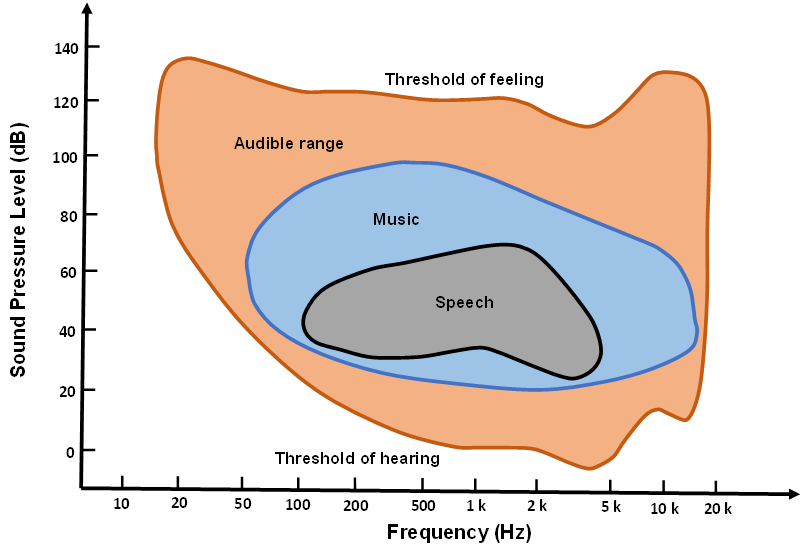 140
Threshold of feeling
120
Audible range
100
Music
80
60
Speech
40
20
0
Threshold of hearing
Sound Pressure Level (dB)
10 20 50 100 200 500 1 k 2 k 5 k 10 k 20 k
Frequency (Hz)